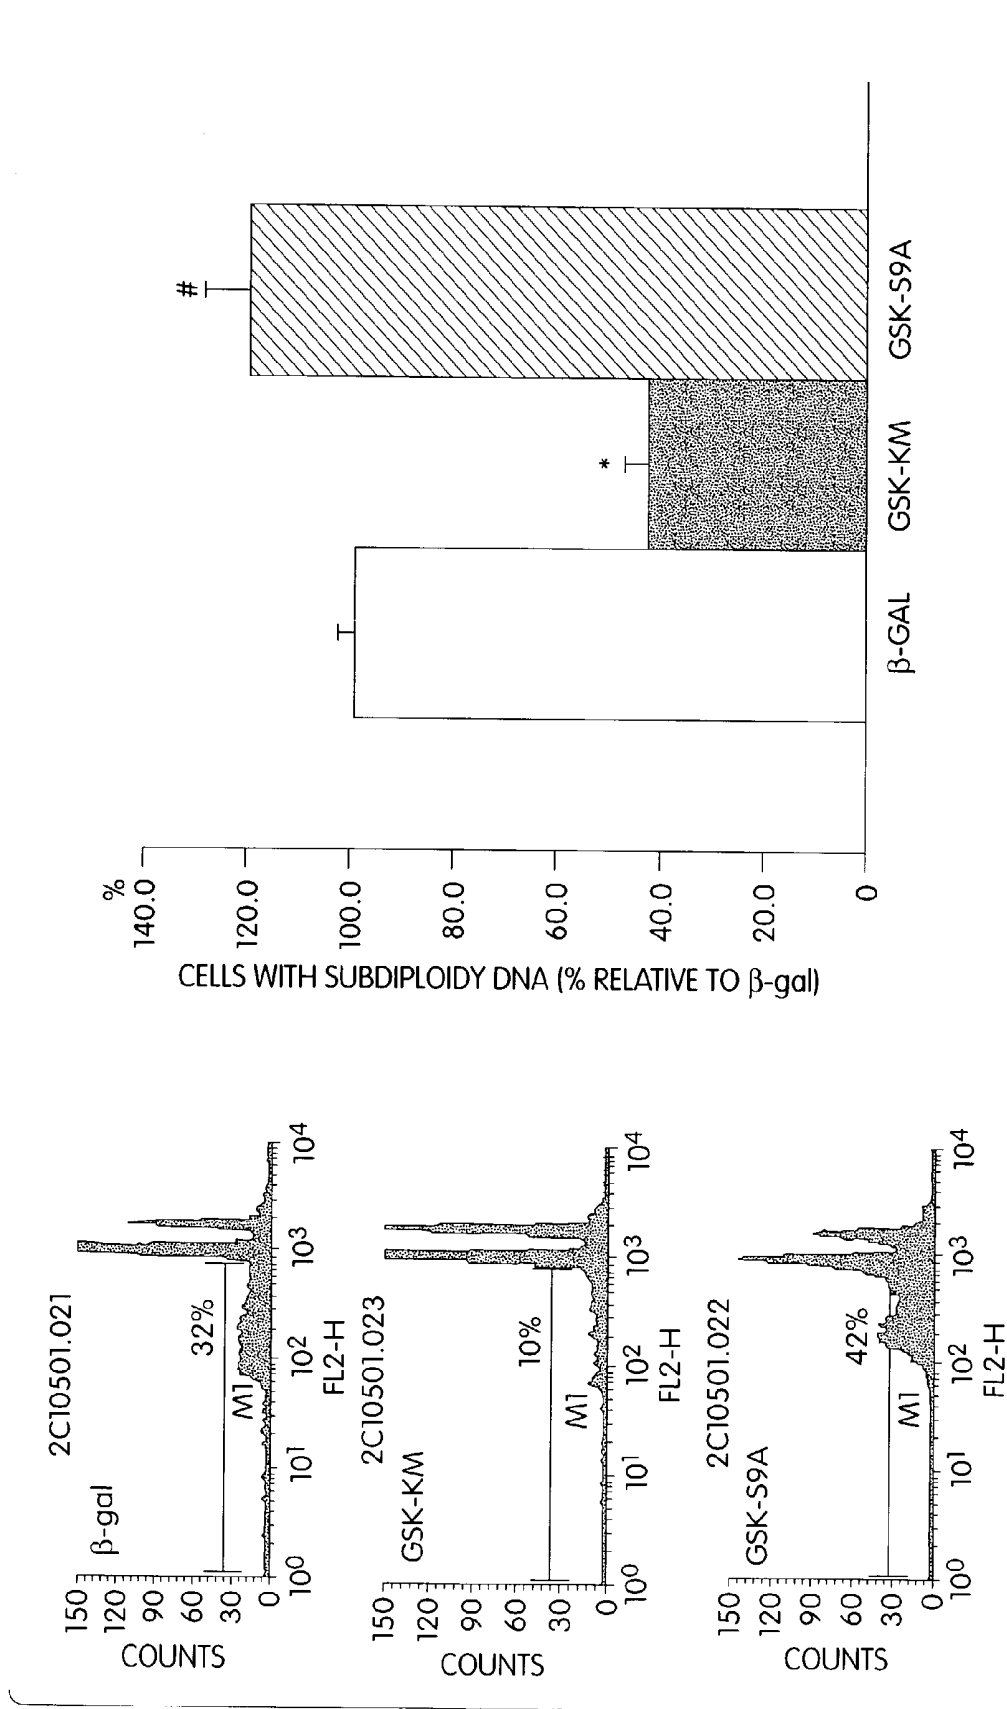 2C10501.021
β-gal
150
120
90
60
30
0
COUNTS
32%
M1
10⁰ 10¹ 10² 10³ 10⁴
FL2-H
2C10501.023
GSK-KM
150
120
90
60
30
0
COUNTS
10%
M1
10⁰ 10¹ 10² 10³ 10⁴
FL2-H
2C10501.022
GSK-S9A
150
120
90
60
30
0
COUNTS
42%
M1
10⁰ 10¹ 10² 10³ 10⁴
FL2-H
CELLS WITH SUBDIPLOIDY DNA (% RELATIVE TO β-gal)
%
140.0
120.0
100.0
80.0
60.0
40.0
20.0
0
*
#
β-GAL GSK-KM GSK-S9A